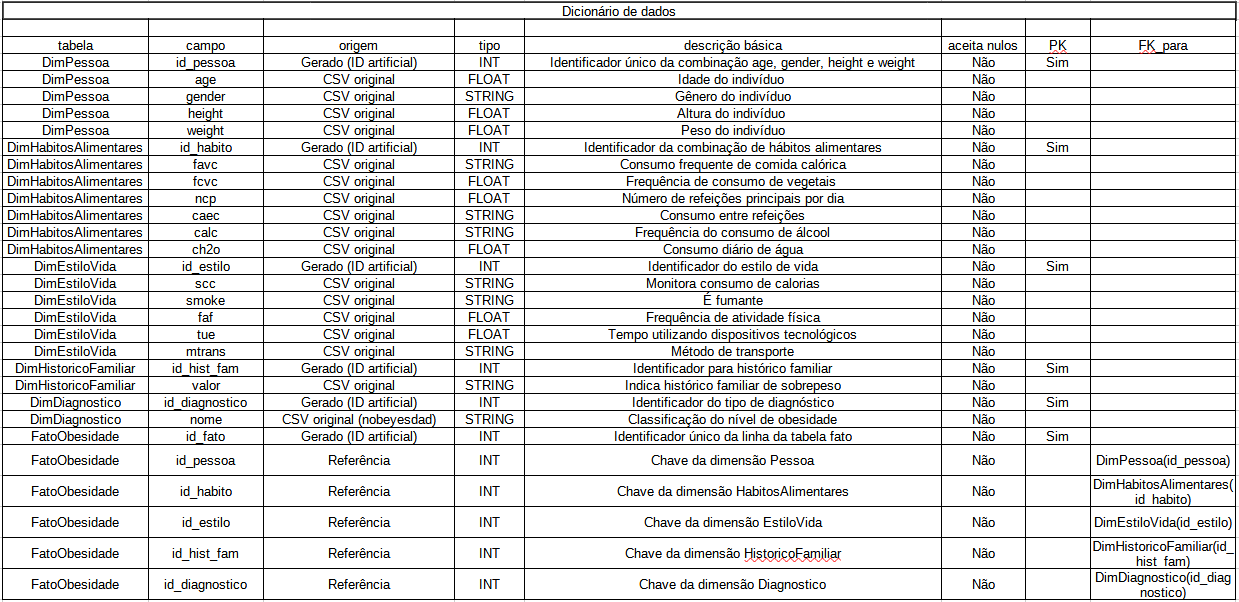 Dicionário de dados
tabela campo origem tipo descrição básica aceita nulos PK FK_para
DimPessoa id_pessoa Gerado (ID artificial) INT Identificador único da combinação age, gender, height e weight Não Sim
DimPessoa age CSV original FLOAT Idade do indivíduo Não
DimPessoa gender CSV original STRING Gênero do indivíduo Não
DimPessoa height CSV original FLOAT Altura do indivíduo Não
DimPessoa weight CSV original FLOAT Peso do indivíduo Não
DimHabitosAlimentares id_habito Gerado (ID artificial) INT Identificador da combinação de hábitos alimentares Não Sim
DimHabitosAlimentares favc CSV original STRING Consumo frequente de comida calórica Não
DimHabitosAlimentares fcvc CSV original FLOAT Frequência de consumo de vegetais Não
DimHabitosAlimentares ncp CSV original FLOAT Número de refeições principais por dia Não
DimHabitosAlimentares caec CSV original STRING Consumo entre refeições Não
DimHabitosAlimentares calc CSV original STRING Frequência do consumo de álcool Não
DimHabitosAlimentares ch2o CSV original FLOAT Consumo diário de água Não
DimEstiloVida id_estilo Gerado (ID artificial) INT Identificador do estilo de vida Não Sim
DimEstiloVida scc CSV original STRING Monitora consumo de calorias Não
DimEstiloVida smoke CSV original STRING É fumante Não
DimEstiloVida faf CSV original FLOAT Frequência de atividade física Não
DimEstiloVida tue CSV original FLOAT Tempo utilizando dispositivos tecnológicos Não
DimEstiloVida mtrans CSV original STRING Método de transporte Não
DimHistoricoFamiliar id_hist_fam Gerado (ID artificial) INT Identificador para histórico familiar Não Sim
DimHistoricoFamiliar valor CSV original STRING Indica histórico familiar de sobrepeso Não
DimDiagnostico id_diagnostico Gerado (ID artificial) INT Identificador do tipo de diagnóstico Não Sim
DimDiagnostico nome CSV original (nobeyesdad) STRING Classificação do nível de obesidade Não
FatoObesidade id_fato Gerado (ID artificial) INT Identificador único da linha da tabela fato Não Sim
FatoObesidade id_pessoa Referência INT Chave da dimensão Pessoa Não DimPessoa(id_pessoa)
FatoObesidade id_habito Referência INT Chave da dimensão HabitosAlimentares Não DimHabitosAlimentares(
id_habito)
FatoObesidade id_estilo Referência INT Chave da dimensão EstiloVida Não DimEstiloVida(id_estilo)
FatoObesidade id_hist_fam Referência INT Chave da dimensão HistoricoFamiliar Não DimHistoricoFamiliar(id_
hist_fam)
FatoObesidade id_diagnostico Referência INT Chave da dimensão Diagnostico Não DimDiagnostico(id_diag
nostico)